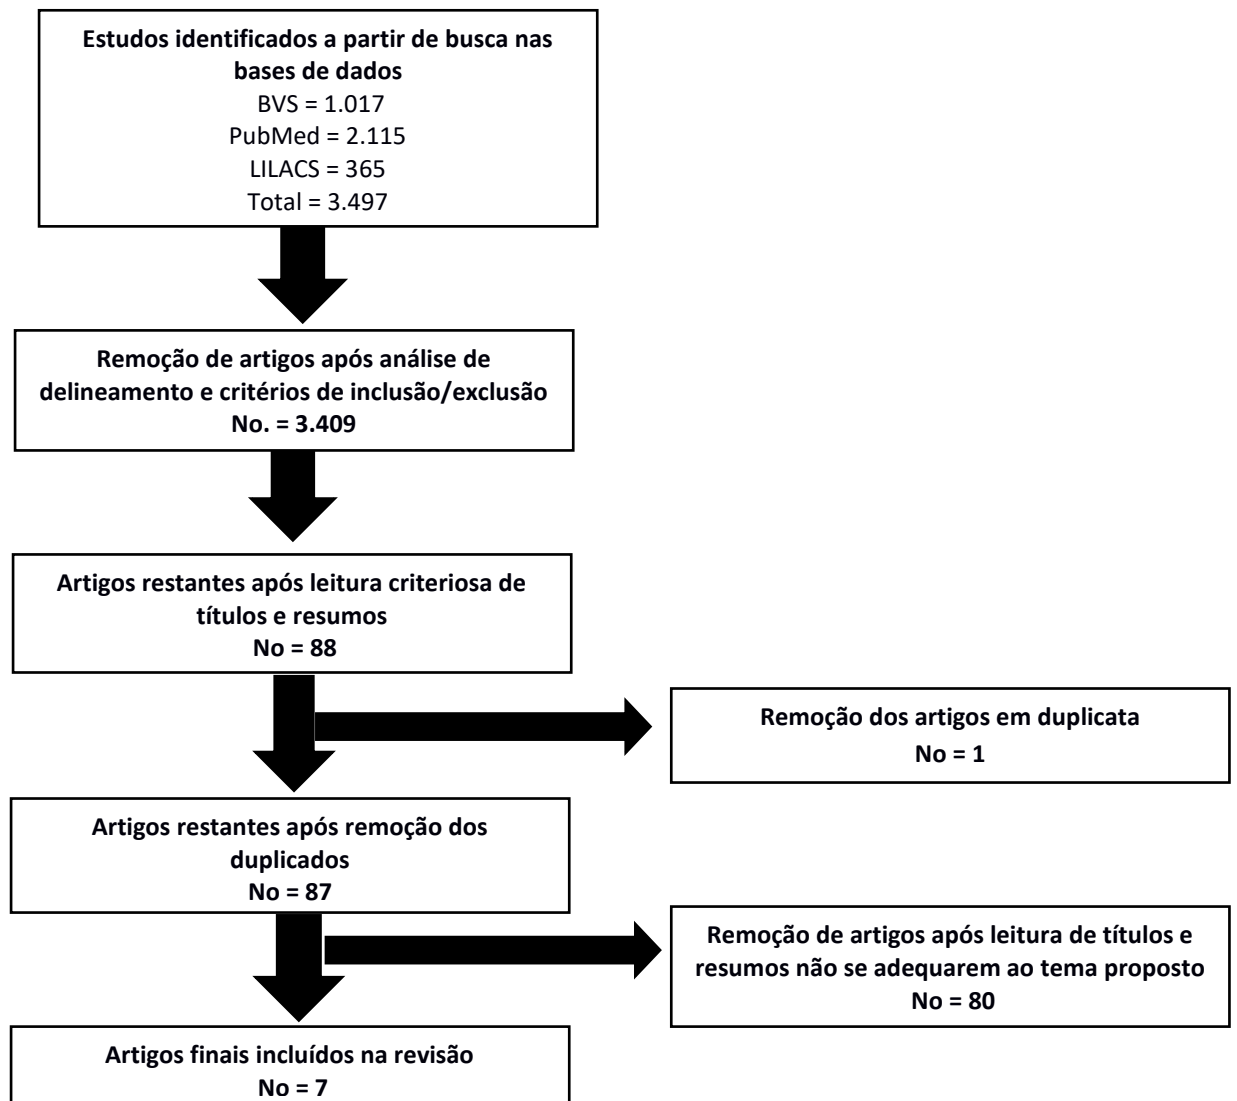 Estudos identificados a partir de busca nas
bases de dados
BVS = 1.017
PubMed = 2.115
LILACS = 365
Total = 3.497
Remoção de artigos após análise de
delineamento e critérios de inclusão/exclusão
No. = 3.409
Artigos restantes após leitura criteriosa de
títulos e resumos
No = 88
Remoção dos artigos em duplicata
No = 1
Artigos restantes após remoção dos
duplicados
No = 87
Remoção de artigos após leitura de títulos e
resumos não se adequarem ao tema proposto
No = 80
Artigos finais incluídos na revisão
No = 7